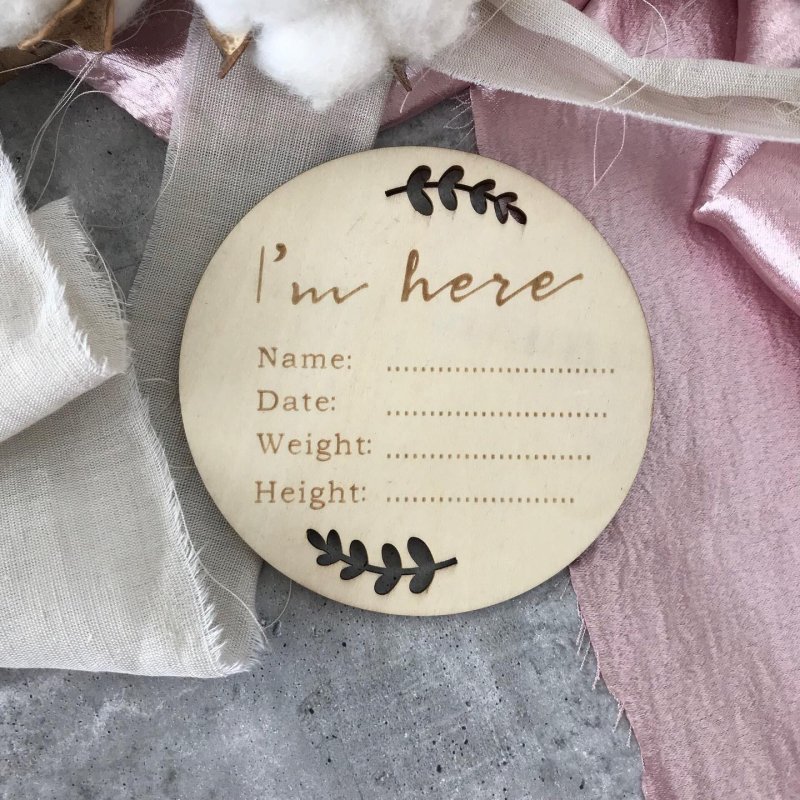 I'm here
Name: ............................
Date: ...........................
Weight: .........................
Height: .......................